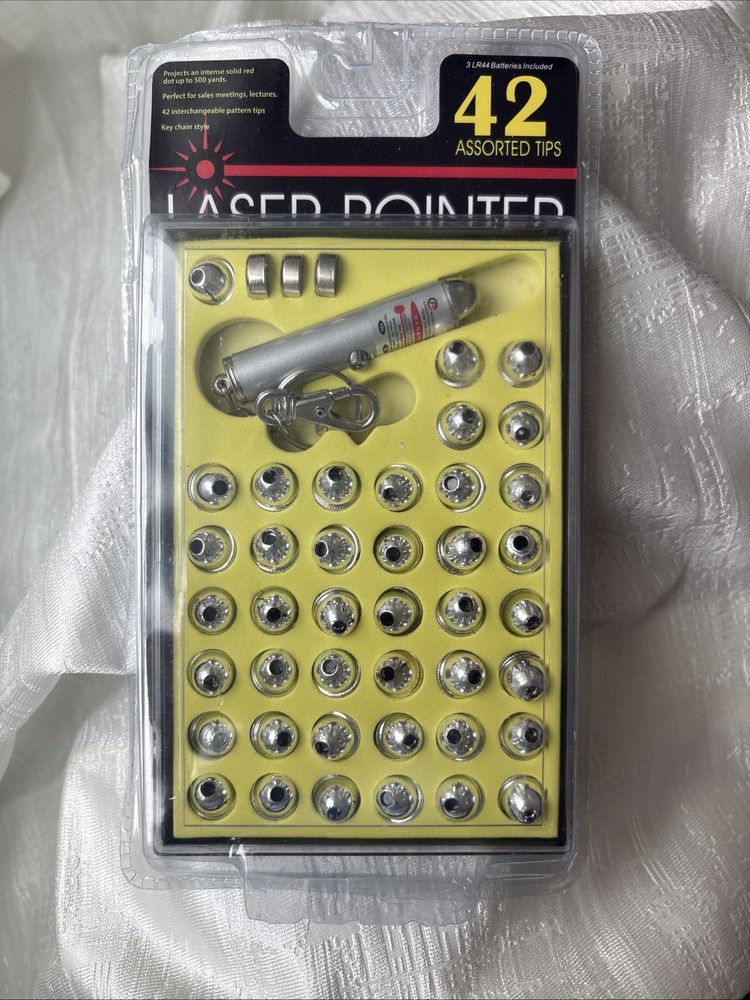 Projects an intense solid red
dot up to 500 yards.
Perfect for sales meetings, lectures.
42 interchangeable pattern tips
Key chain style
3 LR44 Batteries Included
42
ASSORTED TIPS
LASER POINTER